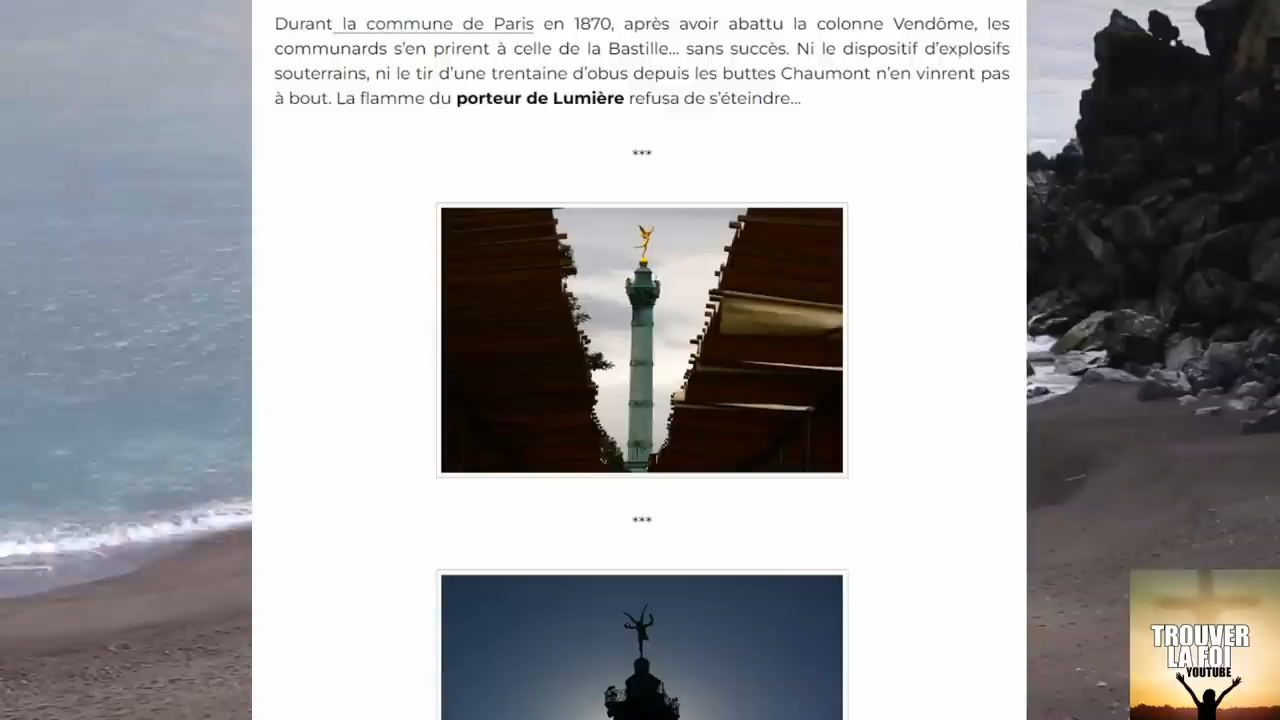 Durant la commune de Paris en 1870, après avoir abattu la colonne Vendôme, les
communards s’en prirent à celle de la Bastille… sans succès. Ni le dispositif d’explosifs
souterrains, ni le tir d’une trentaine d’obus depuis les buttes Chaumont n’en vinrent pas
à bout. La flamme du porteur de Lumière refusa de s’éteindre…
***
***
TROUVER
LA FOI
YOUTUBE